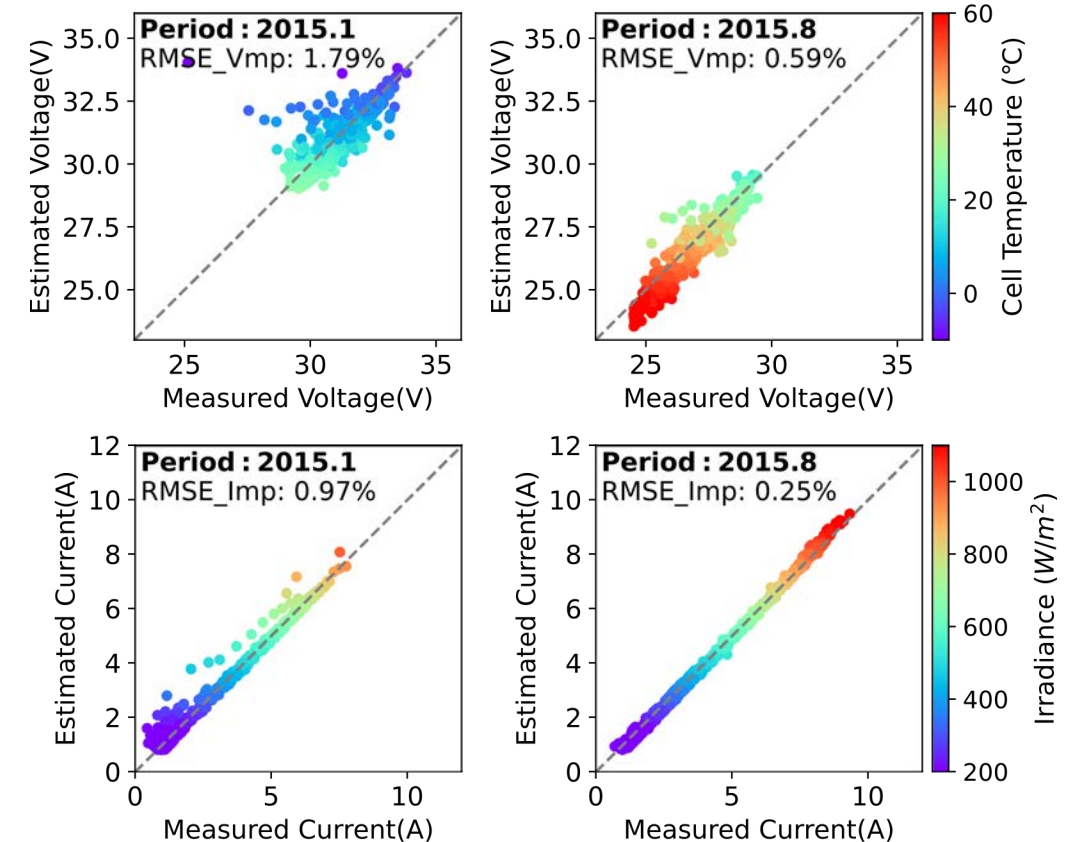 Period : 2015.1
RMSE_Vmp: 1.79%
35.0
32.5
30.0
27.5
25.0
Estimated Voltage(V)
25 30 35
Measured Voltage(V)
Period : 2015.8
RMSE_Vmp: 0.59%
35.0
32.5
30.0
27.5
25.0
Estimated Voltage(V)
25 30 35
Measured Voltage(V)
60
40
20
0
Cell Temperature (℃)
Period : 2015.1
RMSE_Imp: 0.97%
12
10
8
6
4
2
0
Estimated Current(A)
0 5 10
Measured Current(A)
Period : 2015.8
RMSE_Imp: 0.25%
12
10
8
6
4
2
0
Estimated Current(A)
0 5 10
Measured Current(A)
1000
800
600
400
200
Irradiance (W/m²)